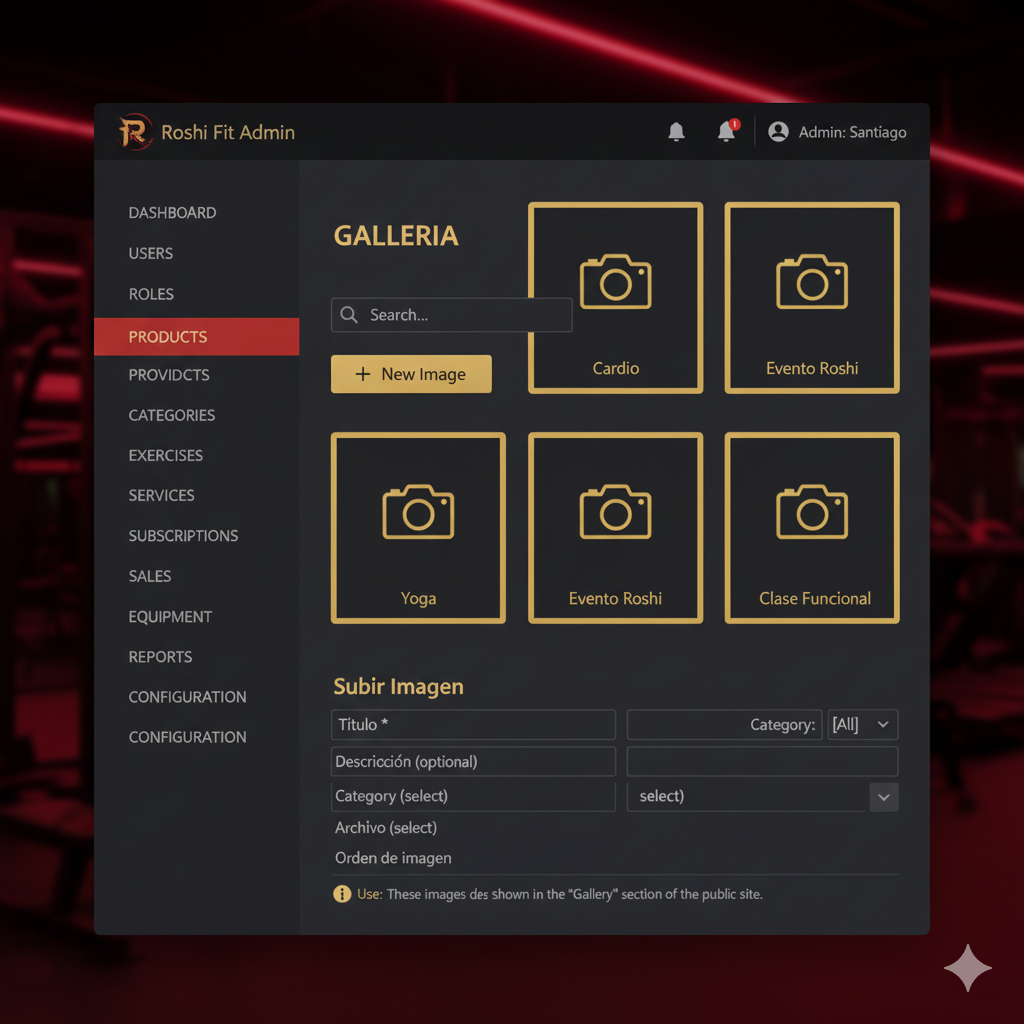 R Roshi Fit Admin
1
Admin: Santiago
DASHBOARD
USERS
ROLES
PRODUCTS
PROVIDCTS
CATEGORIES
EXERCISES
SERVICES
SUBSCRIPTIONS
SALES
EQUIPMENT
REPORTS
CONFIGURATION
CONFIGURATION
GALLERIA
Search...
+ New Image
Cardio
Evento Roshi
Yoga
Evento Roshi
Clase Funcional
Subir Imagen
Título *
Category: [All]
Descricción (optional)
Category (select)
select)
Archivo (select)
Orden de imagen
i Use: These images des shown in the "Gallery" section of the public site.